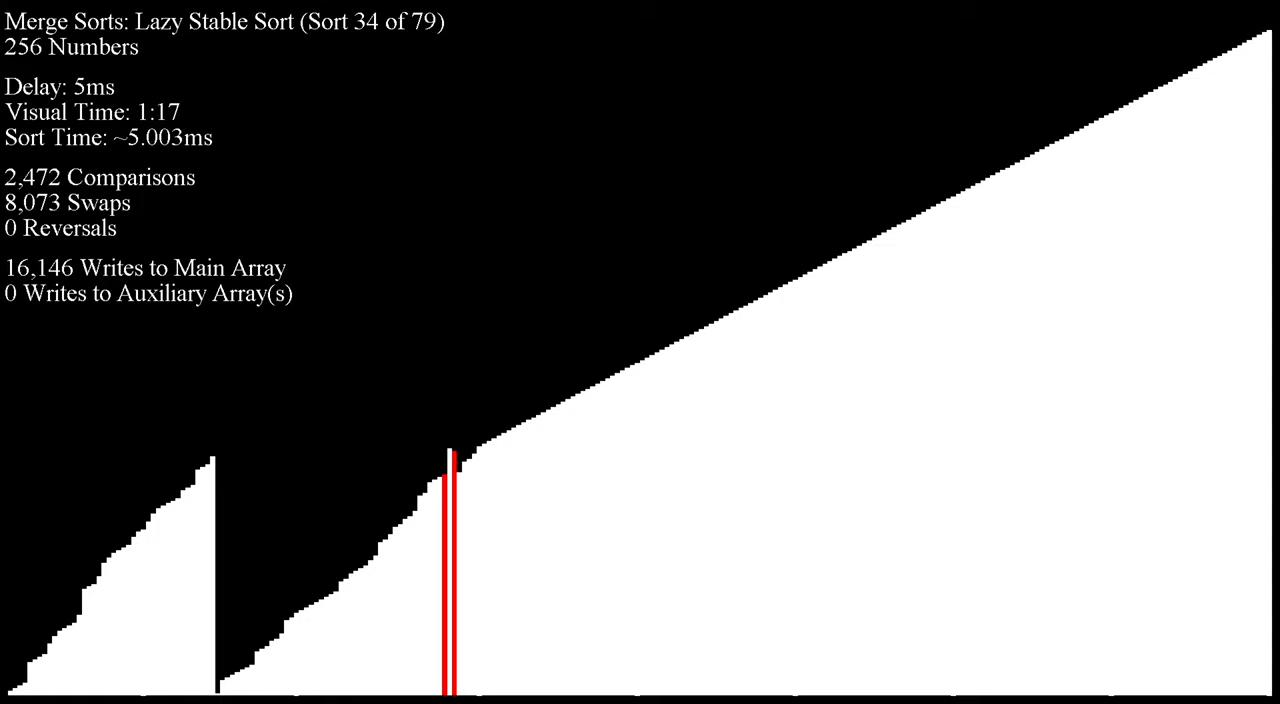 Merge Sorts: Lazy Stable Sort (Sort 34 of 79)
256 Numbers
Delay: 5ms
Visual Time: 1:17
Sort Time: ~5.003ms
2,472 Comparisons
8,073 Swaps
0 Reversals
16,146 Writes to Main Array
0 Writes to Auxiliary Array(s)